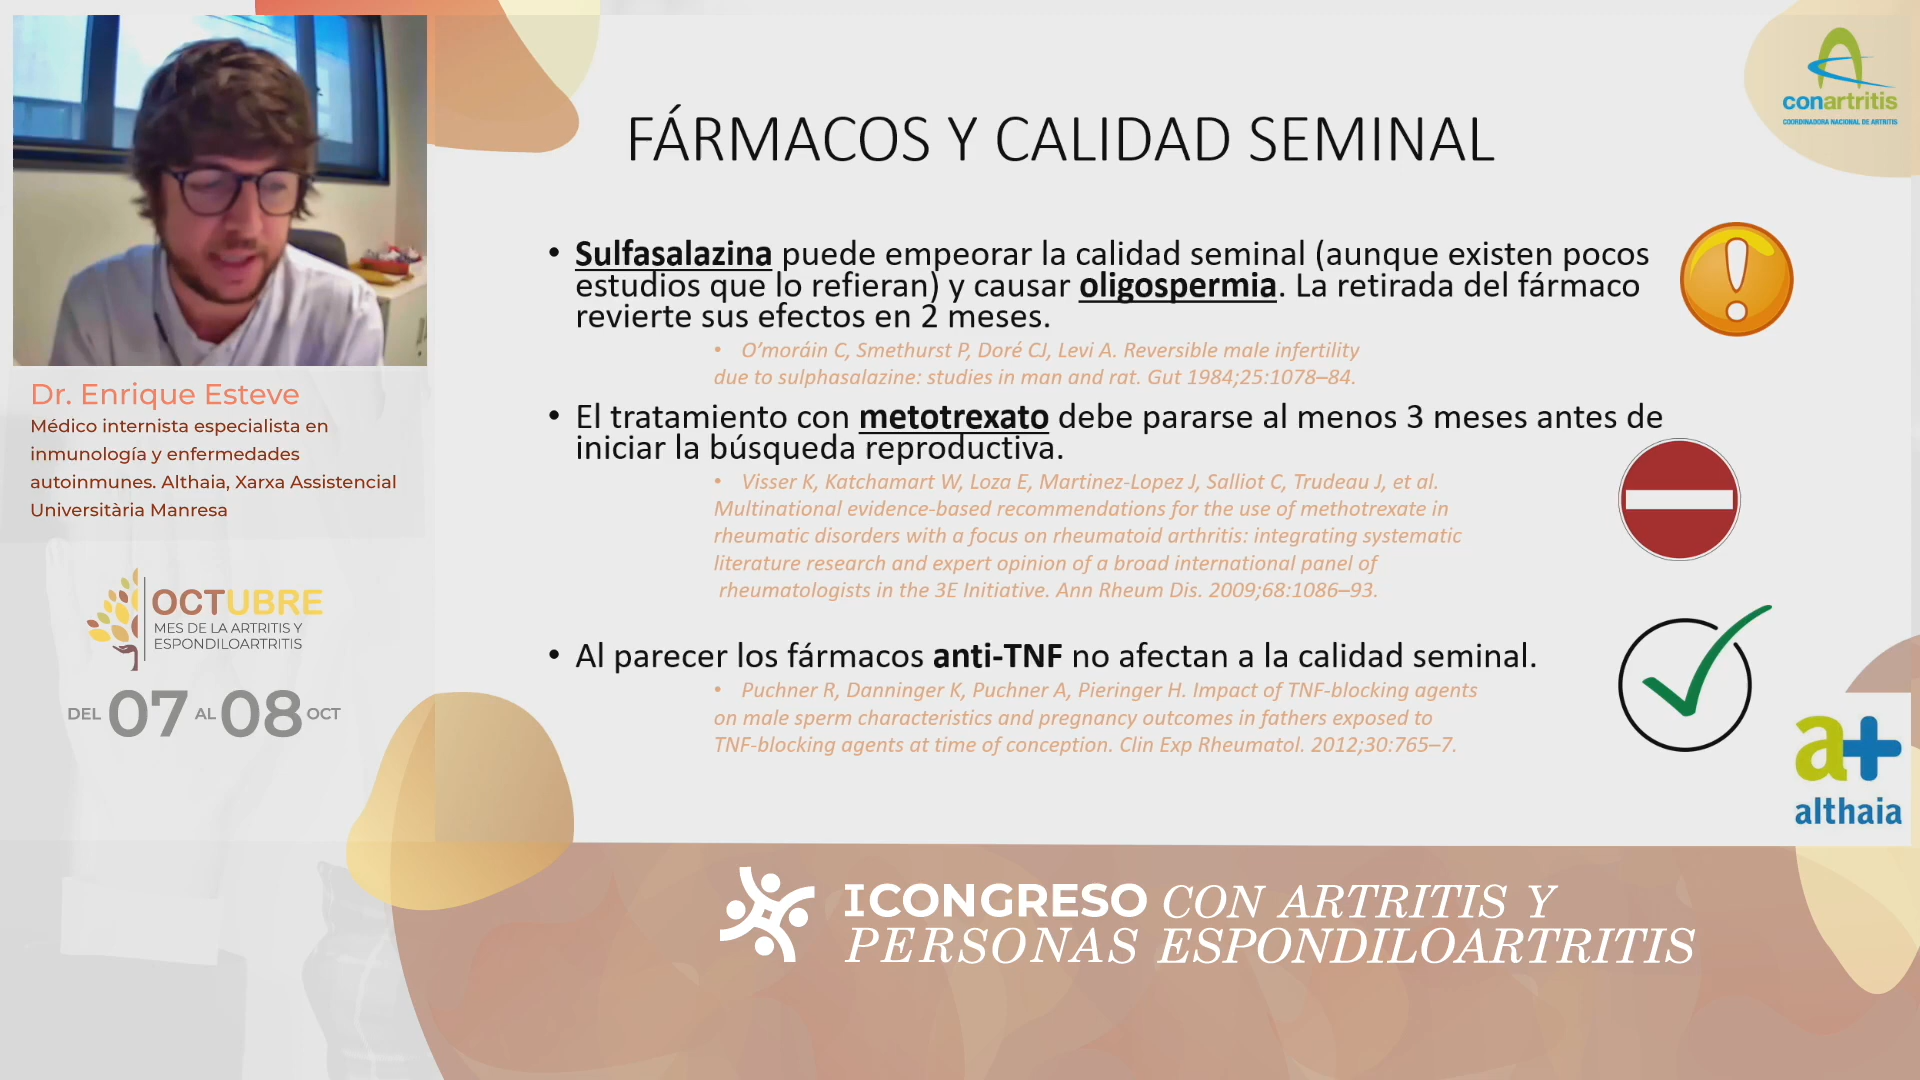 FÁRMACOS Y CALIDAD SEMINAL
• Sulfasalazina puede empeorar la calidad seminal (aunque existen pocos
estudios que lo refieran) y causar oligospermia. La retirada del fármaco
revierte sus efectos en 2 meses.
• O'moráin C, Smethurst P, Doré CJ, Levi A. Reversible male infertility
due to sulphasalazine: studies in man and rat. Gut 1984;25:1078–84.
• El tratamiento con metotrexato debe pararse al menos 3 meses antes de
iniciar la búsqueda reproductiva.
• Visser K, Katchamart W, Loza E, Martinez-Lopez J, Salliot C, Trudeau J, et al.
Multinational evidence-based recommendations for the use of methotrexate in
rheumatic disorders with a focus on rheumatoid arthritis: integrating systematic
literature research and expert opinion of a broad international panel of
rheumatologists in the 3E Initiative. Ann Rheum Dis. 2009;68:1086–93.
• Al parecer los fármacos anti-TNF no afectan a la calidad seminal.
• Puchner R, Danninger K, Puchner A, Pieringer H. Impact of TNF-blocking agents
on male sperm characteristics and pregnancy outcomes in fathers exposed to
TNF-blocking agents at time of conception. Clin Exp Rheumatol. 2012;30:765–7.
conartritis
COORDINADORA NACIONAL DE ARTRITIS
Dr. Enrique Esteve
Médico internista especialista en
inmunología y enfermedades
autoinmunes. Althaia, Xarxa Assistencial
Universitària Manresa
OCTUBRE
MES DE LA ARTRITIS Y
ESPONDILOARTRITIS
DEL 07 AL 08 OCT
a+
althaia
I CONGRESO CON ARTRITIS Y
PERSONAS ESPONDILOARTRITIS